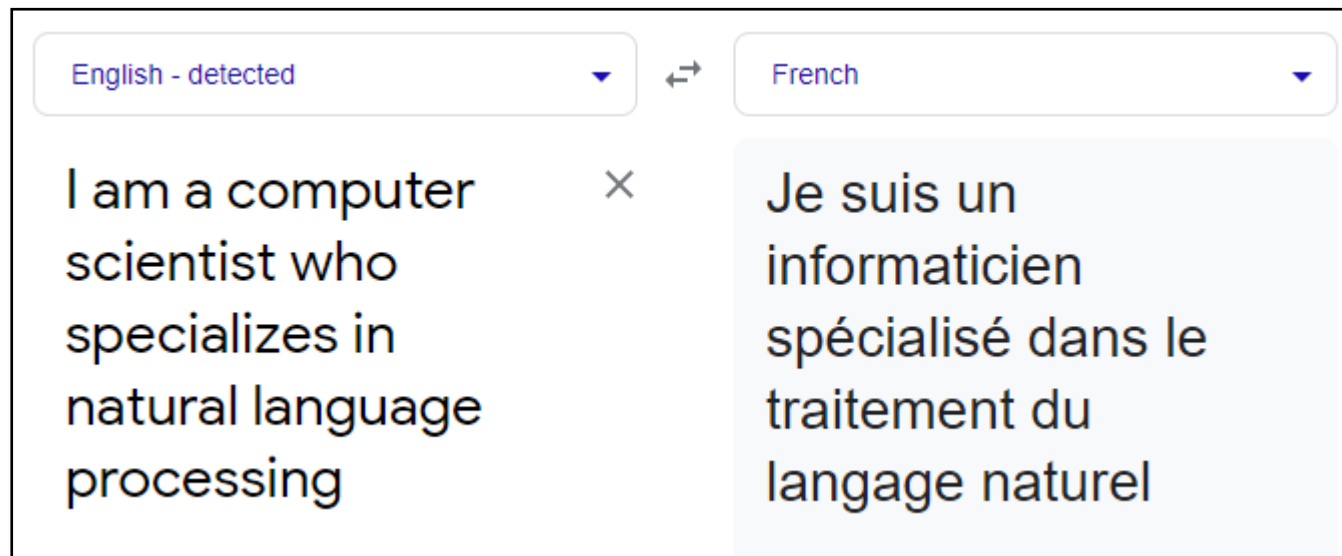 English - detected
French
I am a computer
scientist who
specializes in
natural language
processing
Je suis un
informaticien
spécialisé dans le
traitement du
langage naturel